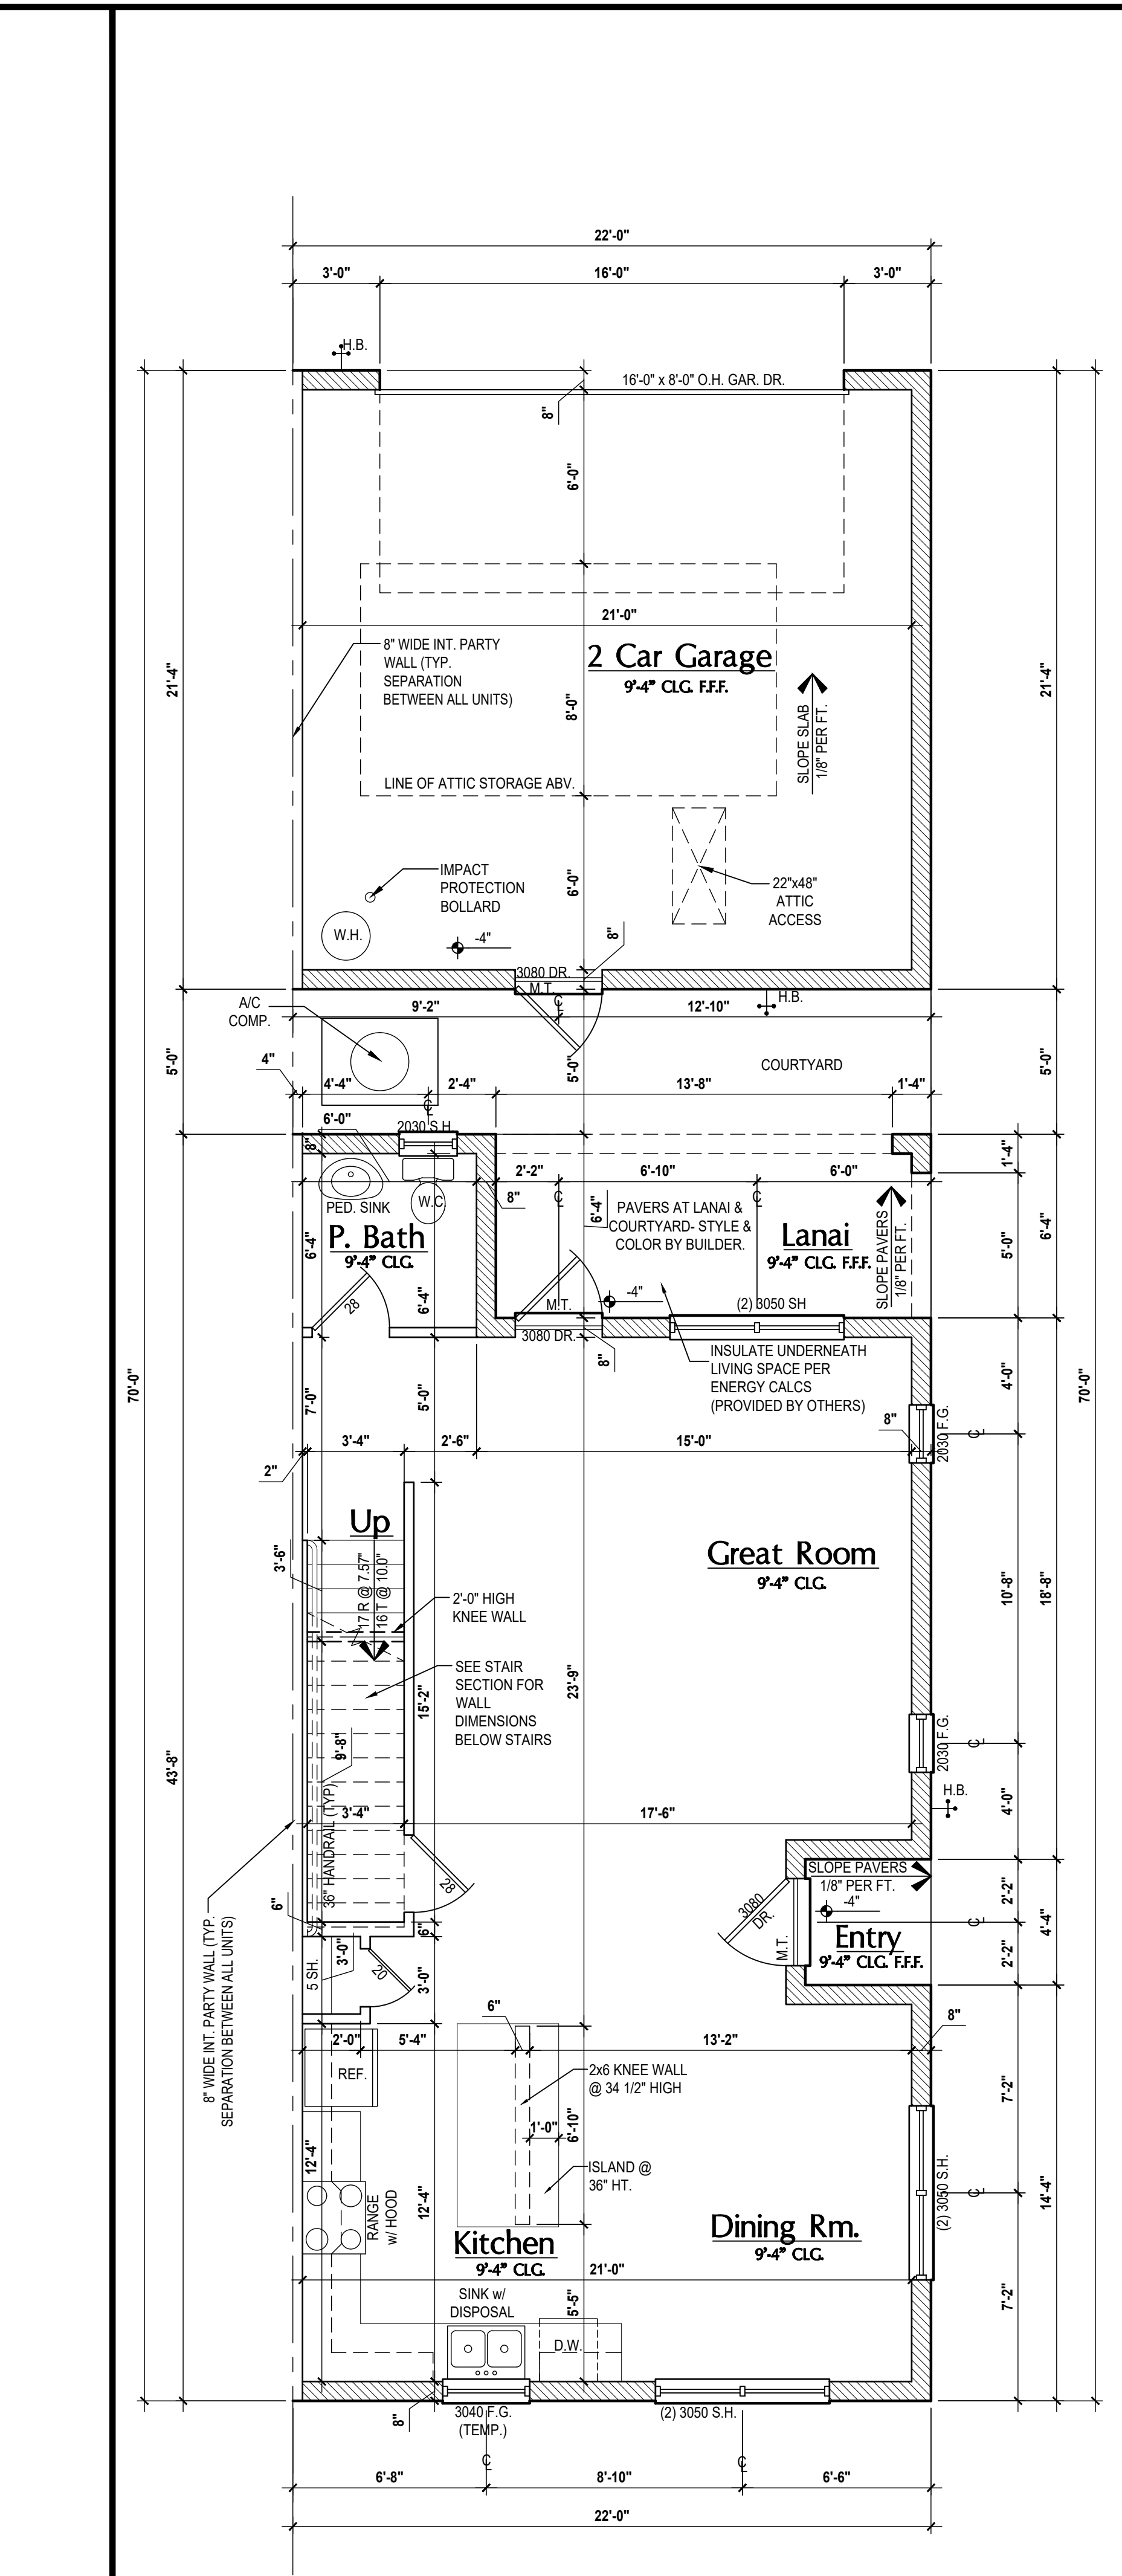 22'-0"
3'-0"
16'-0"
3'-0"
H.B.
16'-0" x 8'-0" O.H. GAR. DR.
8"
6'-0"
21'-0"
8" WIDE INT. PARTY
WALL (TYP.
SEPARATION
BETWEEN ALL UNITS)
2 Car Garage
9'-4" CLG. F.F.F.
21'-4"
21'-4"
8'-0"
SLOPE SLAB
1/8" PER FT.
LINE OF ATTIC STORAGE ABV.
IMPACT
PROTECTION
BOLLARD
6'-0"
22"x48"
ATTIC
ACCESS
W.H.
-4"
8"
3080 DR.
M.T.
A/C
COMP.
9'-2"
C L
12'-10"
H.B.
5'-0"
4"
5'-0"
COURTYARD
5'-0"
4'-4"
2'-4"
13'-8"
1'-4"
C L
6'-0"
2030 S.H.
8"
1'-4"
2'-2"
6'-10"
6'-0"
PED. SINK
W.C.
8"
C L
C L
6'-4"
PAVERS AT LANAI &
COURTYARD- STYLE &
COLOR BY BUILDER.
P. Bath
9'-4" CLG.
Lanai
9'-4" CLG. F.F.F.
SLOPE PAVERS
1/8" PER FT.
6'-4"
5'-0"
6'-4"
28
6'-4"
M.T.
-4"
(2) 3050 SH
3080 DR.
8"
INSULATE UNDERNEATH
LIVING SPACE PER
ENERGY CALCS
(PROVIDED BY OTHERS)
70'-0"
70'-0"
4'-0"
7'-0"
5'-0"
8"
2030 F.G.
C L
3'-4"
2'-6"
15'-0"
2"
Up
Great Room
9'-4" CLG.
3'-6"
17 R @ 7.57"
16 T @ 10.0"
2'-0" HIGH
KNEE WALL
10'-8"
18'-8"
SEE STAIR
SECTION FOR
WALL
DIMENSIONS
BELOW STAIRS
15'-2"
23'-9"
9'-8"
2030 F.G.
C L
43'-8"
36" HANDRAIL (TYP)
3'-4"
17'-6"
H.B.
4'-0"
SLOPE PAVERS
1/8" PER FT.
28
6"
3080
DR.
M.T.
-4"
Entry
9'-4" CLG. F.F.F.
2'-2"
C L
2'-2"
4'-4"
8" WIDE INT. PARTY WALL (TYP.
SEPARATION BETWEEN ALL UNITS)
6"
5 SH.
3'-0"
20
3'-0"
6"
8"
2'-0"
5'-4"
13'-2"
REF.
2x6 KNEE WALL
@ 34 1/2" HIGH
7'-2"
1'-0"
6'-10"
12'-4"
12'-4"
ISLAND @
36" HT.
RANGE
w/ HOOD
(2) 3050 S.H.
C L
14'-4"
Kitchen
9'-4" CLG.
Dining Rm.
9'-4" CLG.
21'-0"
SINK w/
DISPOSAL
5'-5"
7'-2"
D.W.
8"
3040 F.G.
(TEMP.)
(2) 3050 S.H.
C L
C L
6'-8"
8'-10"
6'-6"
22'-0"